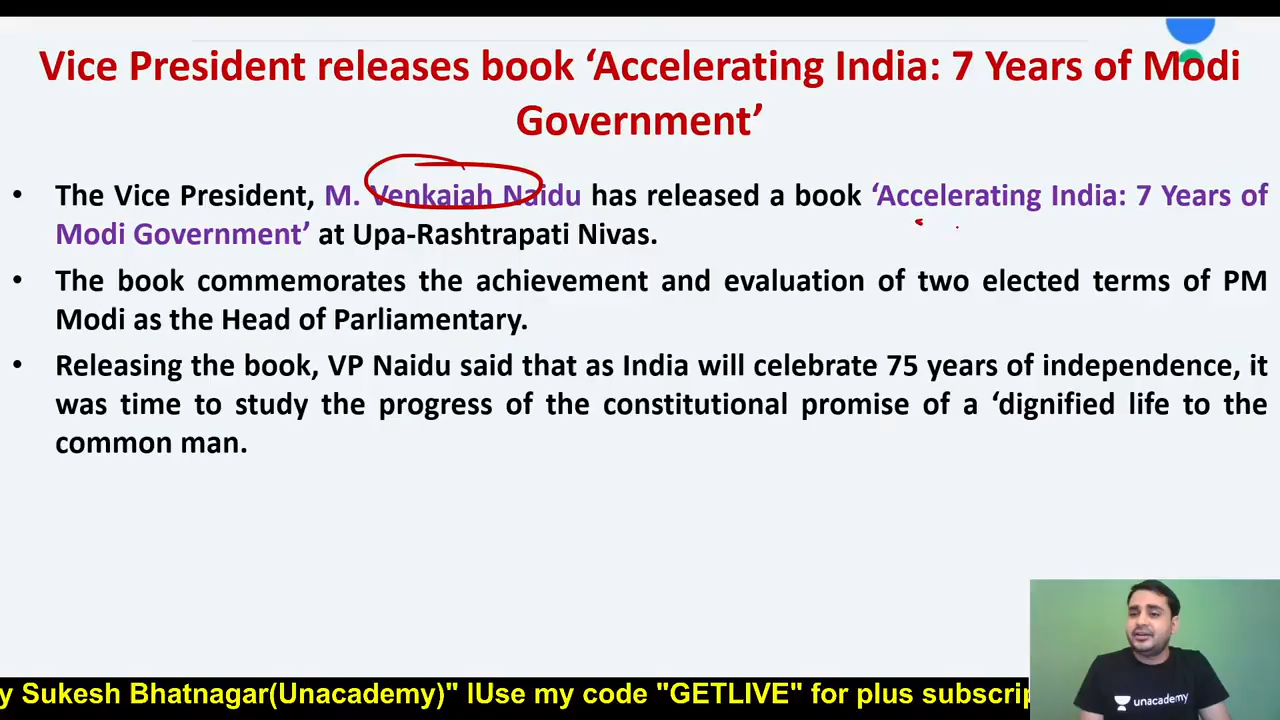 Vice President releases book ‘Accelerating India: 7 Years of Modi
Government’
• The Vice President, M. Venkaiah Naidu has released a book ‘Accelerating India: 7 Years of
Modi Government’ at Upa-Rashtrapati Nivas.
• The book commemorates the achievement and evaluation of two elected terms of PM
Modi as the Head of Parliamentary.
• Releasing the book, VP Naidu said that as India will celebrate 75 years of independence, it
was time to study the progress of the constitutional promise of a ‘dignified life to the
common man.
unacademy
y Sukesh Bhatnagar(Unacademy)" lUse my code "GETLIVE" for plus subscrip